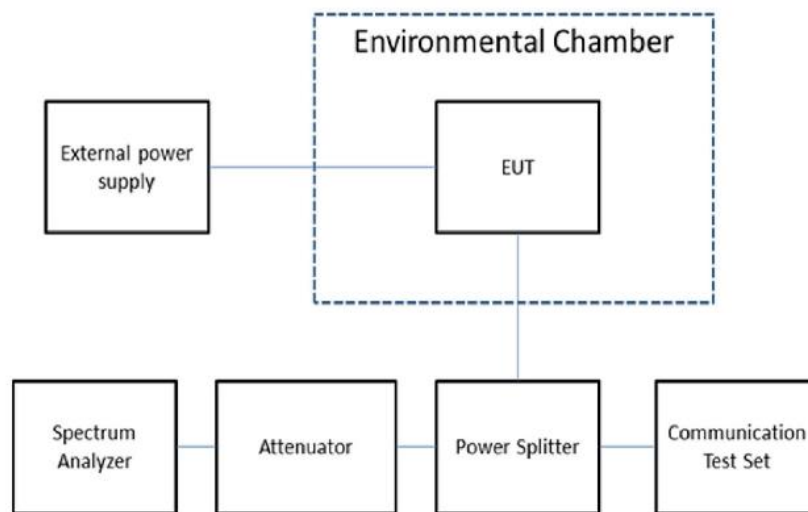 Environmental Chamber
External power
supply
EUT
Spectrum
Analyzer
Attenuator
Power Splitter
Communication
Test Set